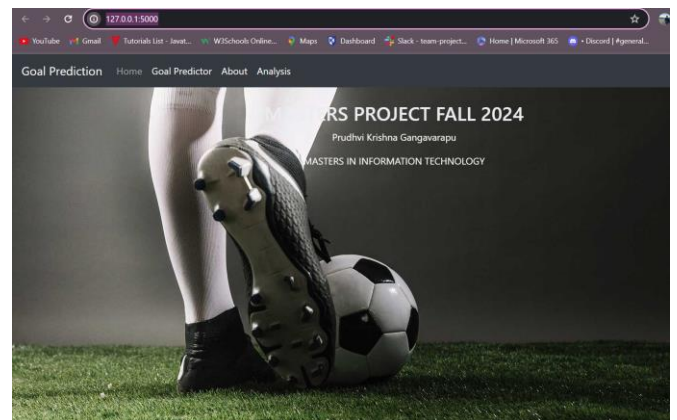 127.0.0.1:5000
YouTube Gmail Tutorials List - Javat... W3Schools Online... Maps Dashboard Slack - team-project... Home | Microsoft 365 • Discord | #general...
Goal Prediction Home Goal Predictor About Analysis
MASTERS PROJECT FALL 2024
Prudhvi Krishna Gangavarapu
MASTERS IN INFORMATION TECHNOLOGY